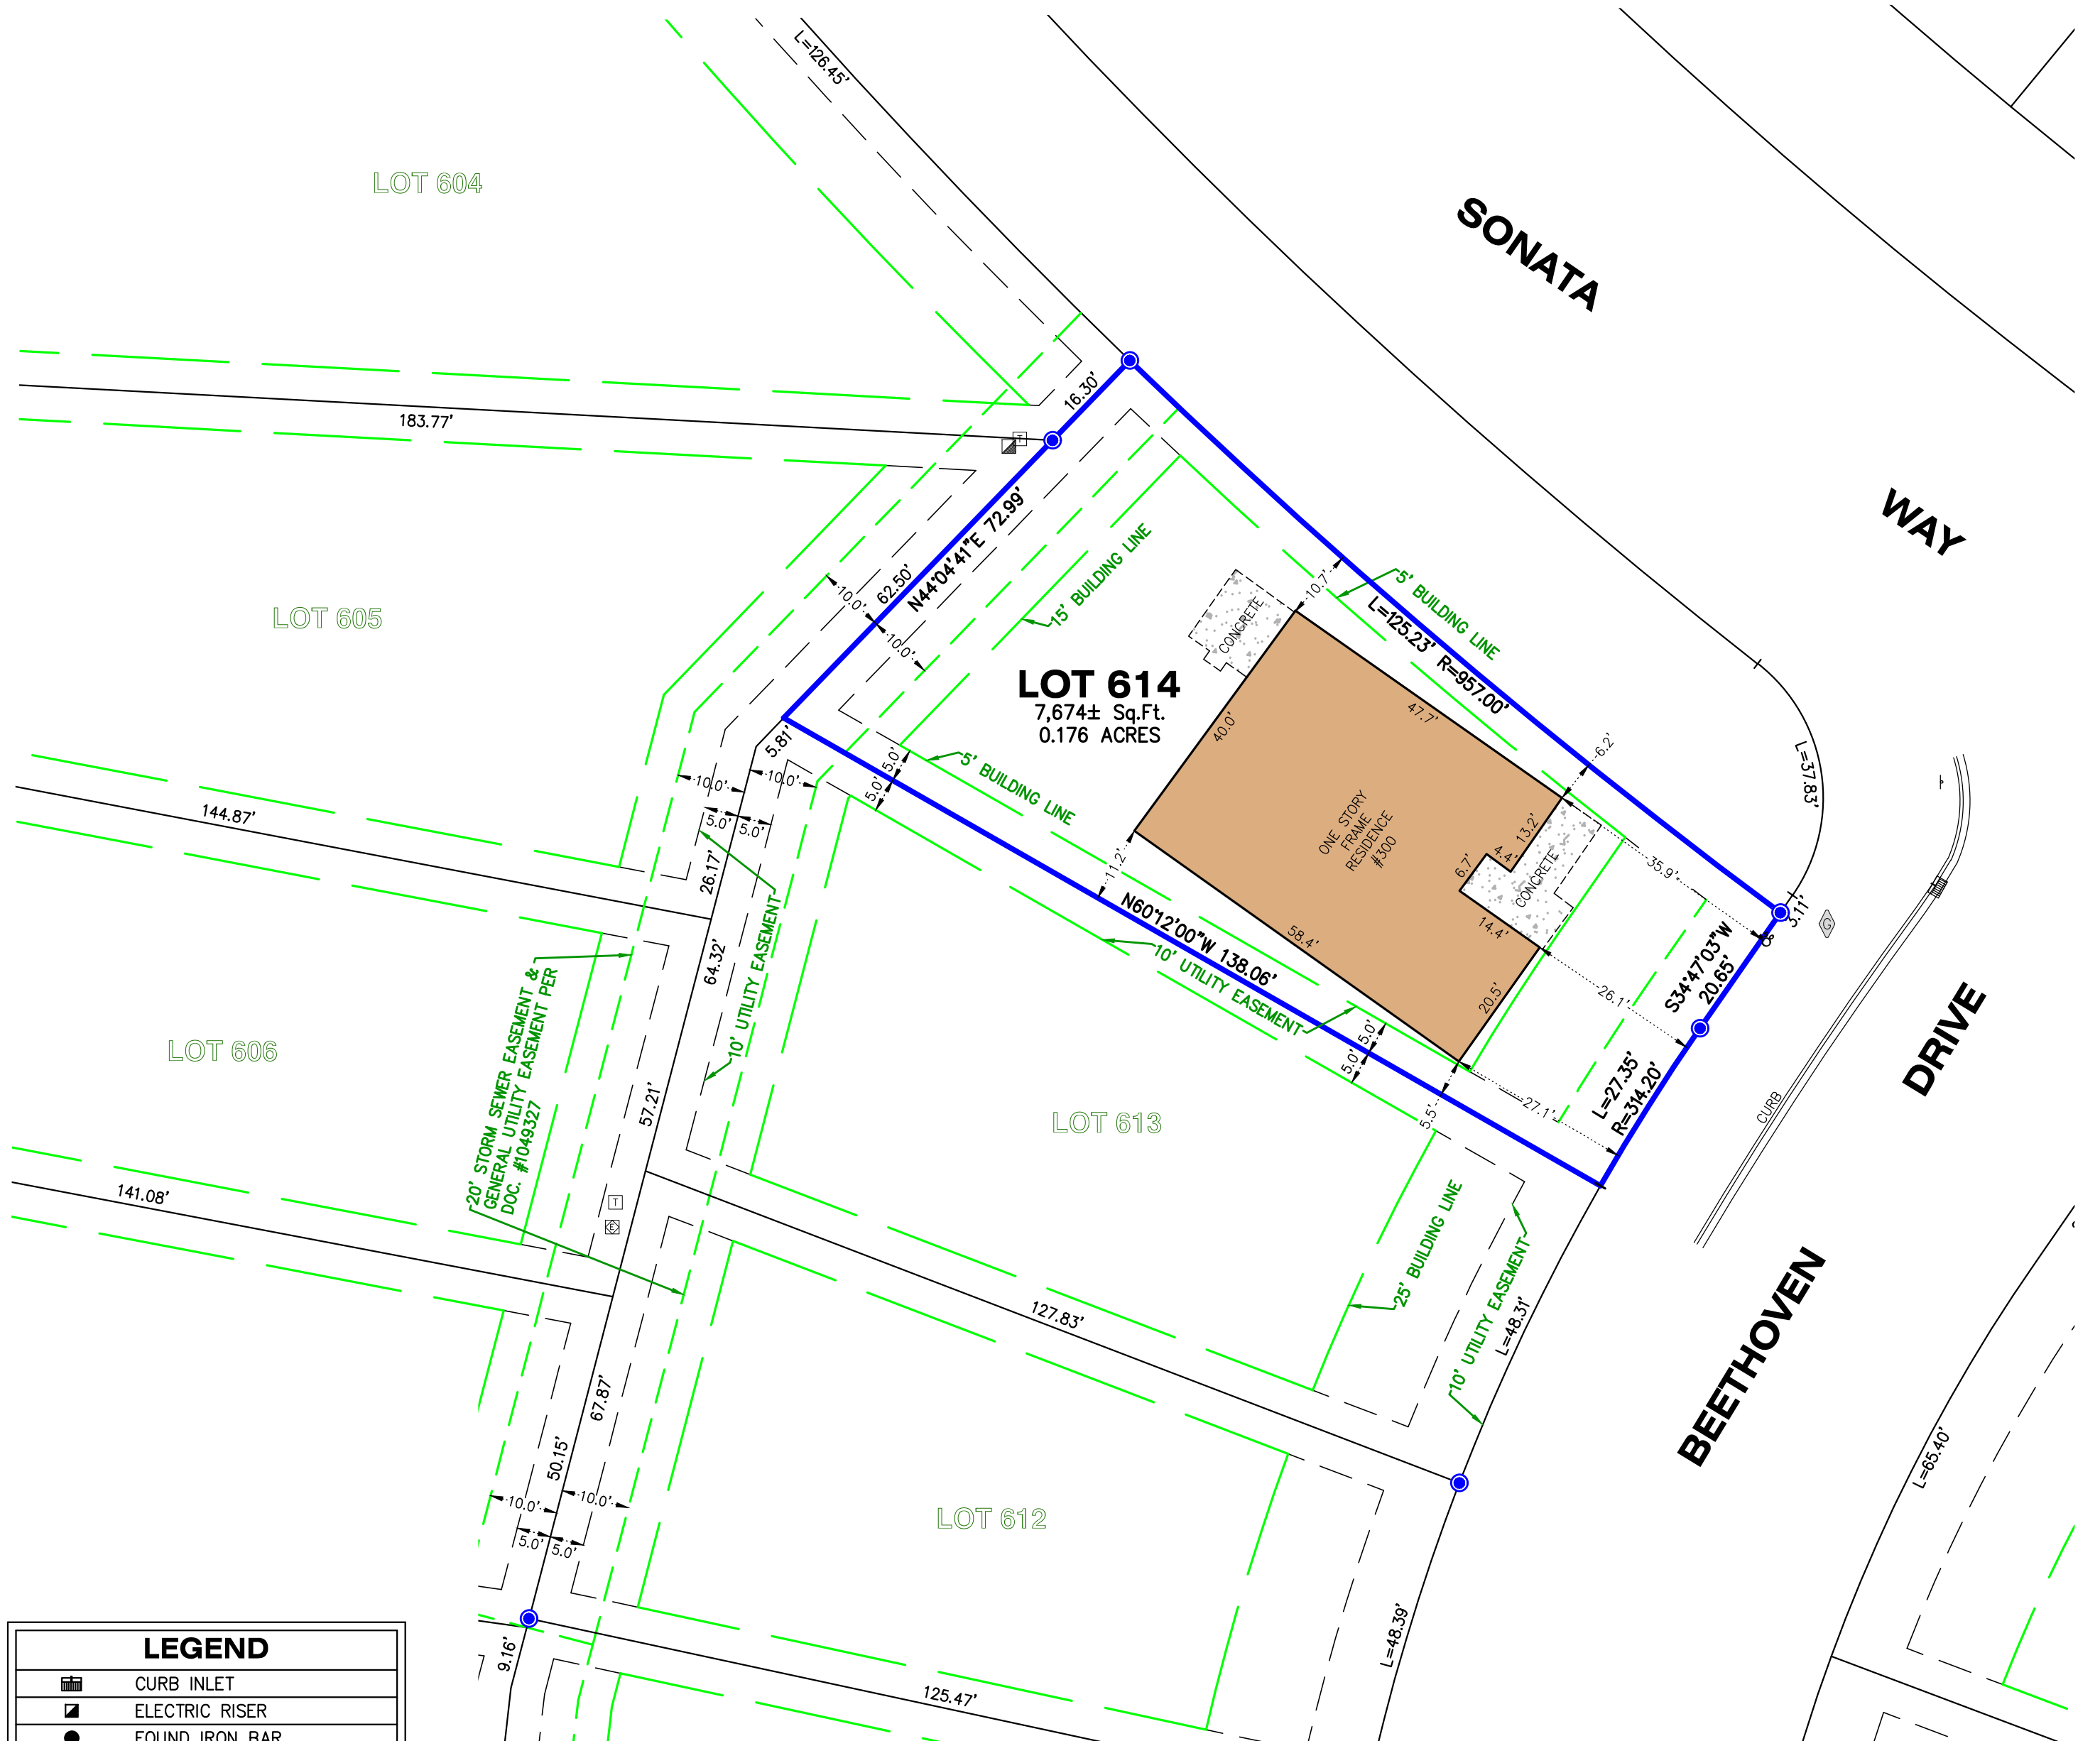 L=126.45'
LOT 604
SONATA
WAY
183.77'
16.30'
T
N44°04'41"E 72.99'
62.50'
10.0'
10.0'
15' BUILDING LINE
LOT 605
CONCRETE
10.7'
5' BUILDING LINE
L=125.23' R=957.00'
LOT 614
7,674± Sq.Ft.
0.176 ACRES
47.7'
40.0'
6.2'
L=37.83'
5.81'
5.0'
5.0'
5' BUILDING LINE
10.0'
10.0'
5.0'
5.0'
144.87'
26.17'
ONE STORY
FRAME
RESIDENCE
#300
13.2'
4.4'
6.7'
CONCRETE
14.4'
35.9'
3.11'
G
11.2'
N60°12'00"W 138.06'
58.4'
10' UTILITY EASEMENT
64.32'
10' UTILITY EASEMENT
20.5'
26.1'
S34°47'03"W
20.65'
DRIVE
LOT 606
20' STORM SEWER EASEMENT &
GENERAL UTILITY EASEMENT PER
DOC. #1049327
57.21'
5.0'
5.0'
27.1'
5.5'
L=27.35'
R=314.20'
CURB
LOT 613
141.08'
T
E
25' BUILDING LINE
10' UTILITY EASEMENT
L=48.31'
127.83'
BEETHOVEN
67.87'
50.15'
10.0'
10.0'
5.0'
5.0'
LOT 612
L=65.40'
L=48.39'
9.16'
125.47'
LEGEND
CURB INLET
ELECTRIC RISER
FOUND IRON BAR